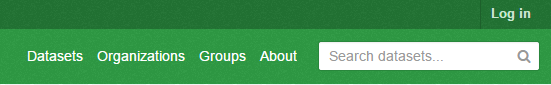 Log in
Datasets Organizations Groups About Search datasets...